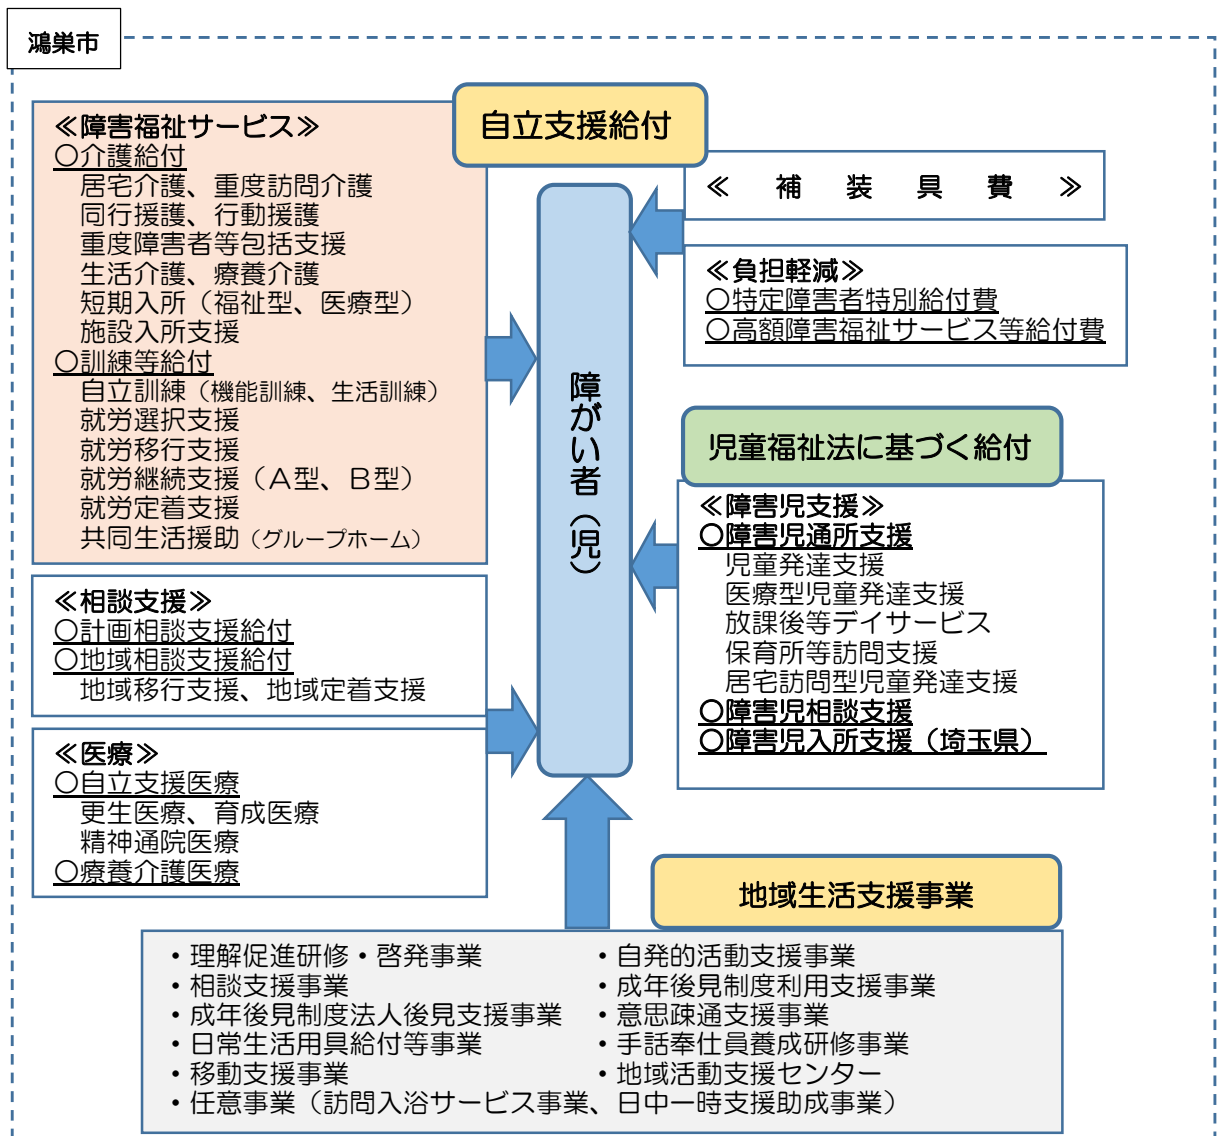 鴻巣市
自立支援給付
≪障害福祉サービス≫
〇介護給付
居宅介護、重度訪問介護
同行援護、行動援護
重度障害者等包括支援
生活介護、療養介護
短期入所（福祉型、医療型）
施設入所支援
〇訓練等給付
自立訓練（機能訓練、生活訓練）
就労選択支援
就労移行支援
就労継続支援（Ａ型、Ｂ型）
就労定着支援
共同生活援助（グループホーム）
≪相談支援≫
〇計画相談支援給付
〇地域相談支援給付
地域移行支援、地域定着支援
≪医療≫
〇自立支援医療
更生医療、育成医療
精神通院医療
〇療養介護医療
障がい者（児）
≪補装具費≫
≪負担軽減≫
〇特定障害者特別給付費
〇高額障害福祉サービス等給付費
児童福祉法に基づく給付
≪障害児支援≫
〇障害児通所支援
児童発達支援
医療型児童発達支援
放課後等デイサービス
保育所等訪問支援
居宅訪問型児童発達支援
〇障害児相談支援
〇障害児入所支援（埼玉県）
地域生活支援事業
・理解促進研修・啓発事業
・自発的活動支援事業
・相談支援事業
・成年後見制度利用支援事業
・成年後見制度法人後見支援事業
・意思疎通支援事業
・日常生活用具給付等事業
・手話奉仕員養成研修事業
・移動支援事業
・地域活動支援センター
・任意事業（訪問入浴サービス事業、日中一時支援助成事業）